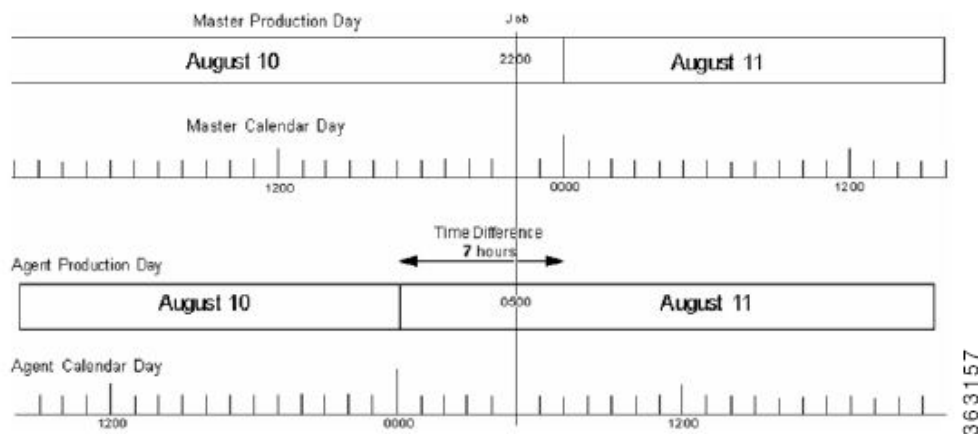 Master Production Day
Job
August 10
2200
August 11
Master Calendar Day
1200
0000
1200
Time Difference
7 hours
Agent Production Day
August 10
0500
August 11
Agent Calendar Day
1200
0000
1200
363157